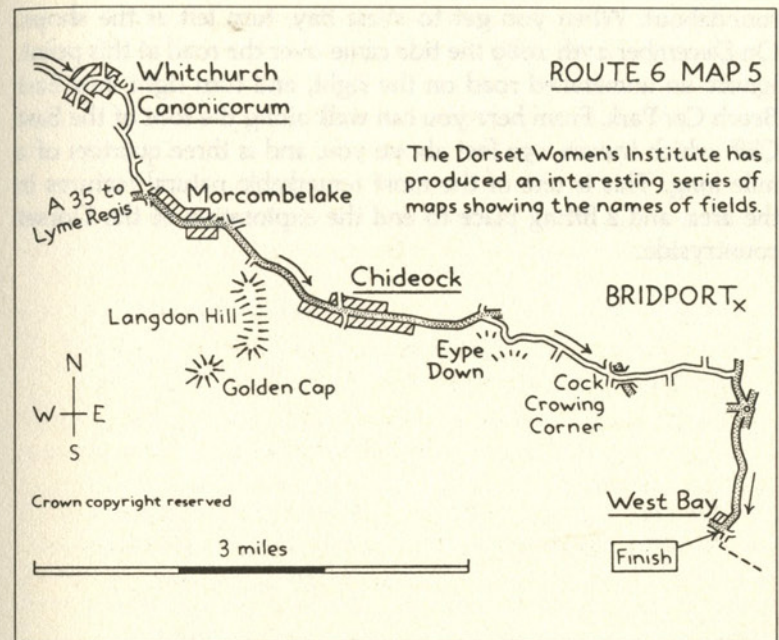 ROUTE 6 MAP 5
Whitchurch
Canonicorum
The Dorset Women's Institute has
produced an interesting series of
maps showing the names of fields.
A 35 to
Lyme Regis
Morcombelake
Chideock
BRIDPORT
Langdon Hill
Eype
Down
Golden Cap
Cock
Crowing
Corner
N
W E
S
Crown copyright reserved
West Bay
3 miles
Finish